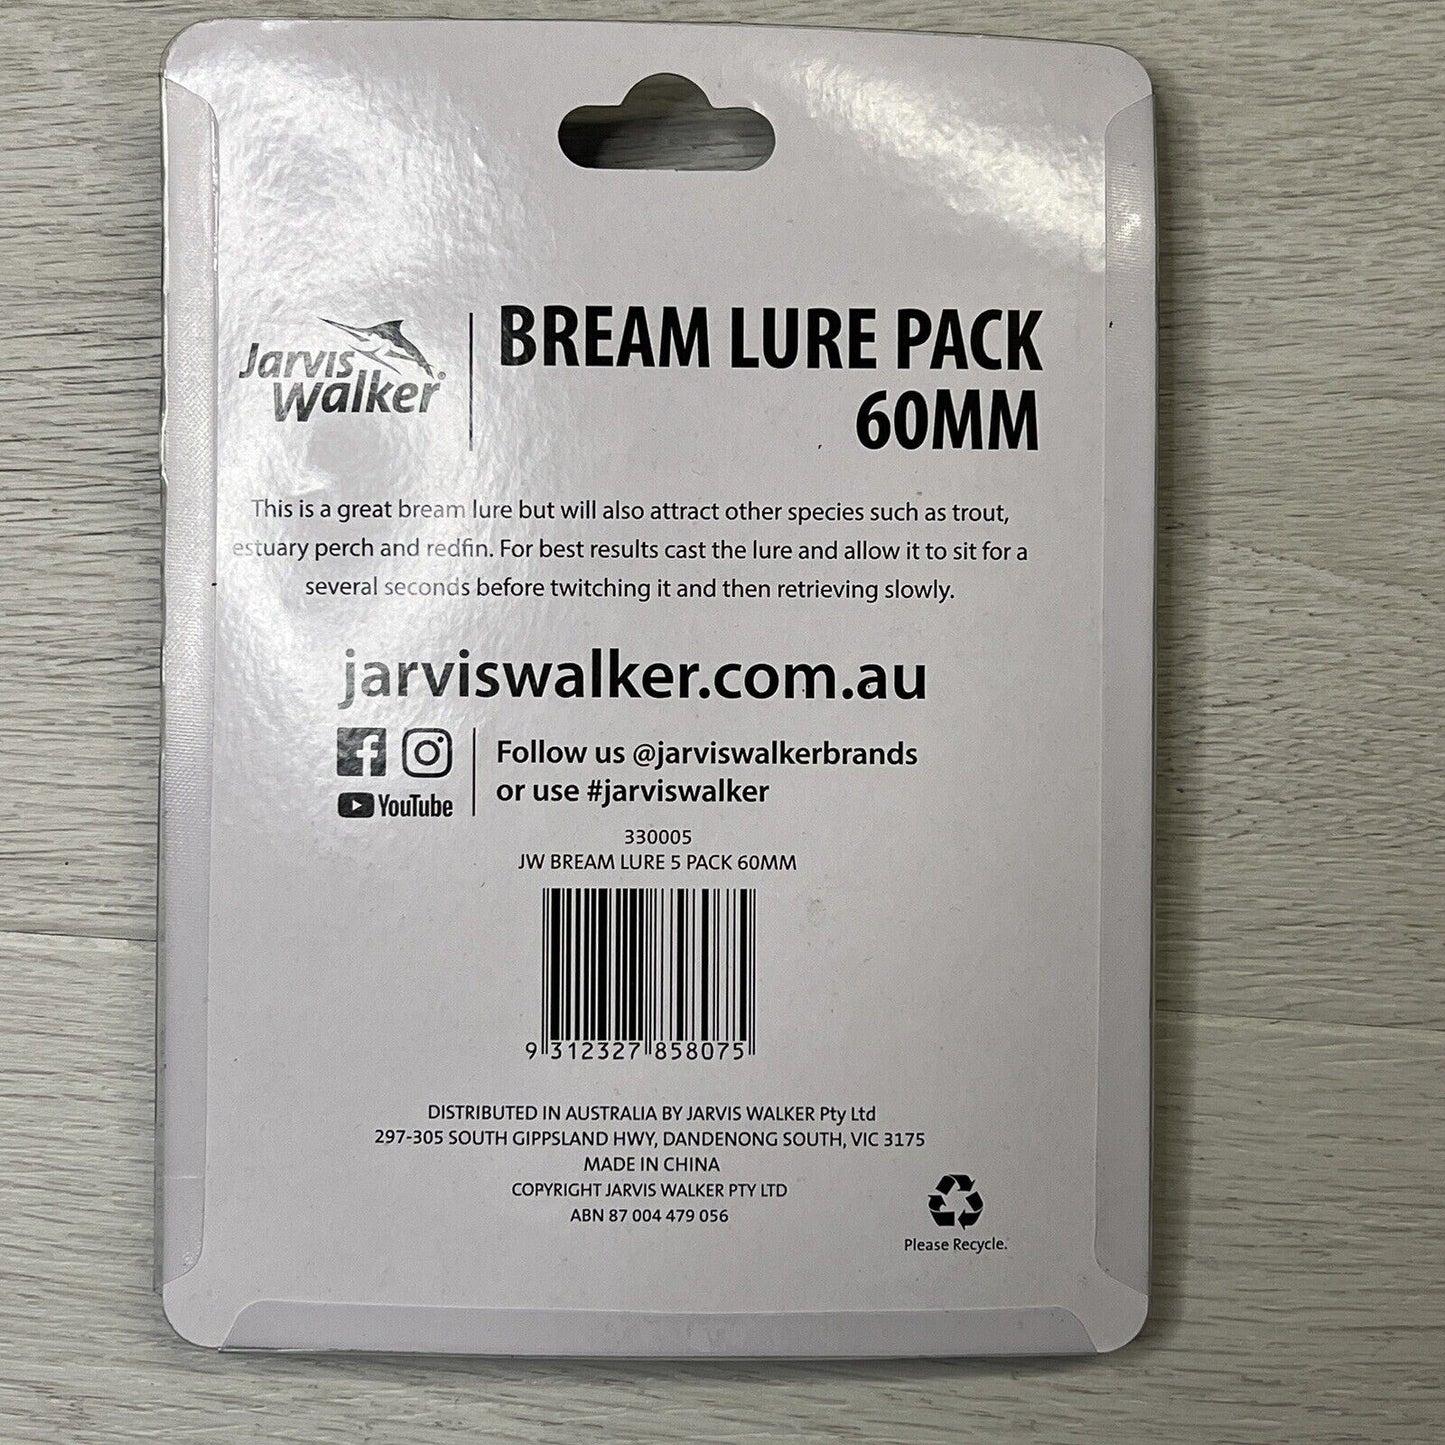 Jarvis
Walker®
BREAM LURE PACK
60MM
This is a great bream lure but will also attract other species such as trout,
estuary perch and redfin. For best results cast the lure and allow it to sit for a
several seconds before twitching it and then retrieving slowly.
jarviswalker.com.au
YouTube
Follow us @jarviswalkerbrands
or use #jarviswalker
330005
JW BREAM LURE 5 PACK 60MM
9 312327 858075
DISTRIBUTED IN AUSTRALIA BY JARVIS WALKER Pty Ltd
297-305 SOUTH GIPPSLAND HWY, DANDENONG SOUTH, VIC 3175
MADE IN CHINA
COPYRIGHT JARVIS WALKER PTY LTD
ABN 87 004 479 056
Please Recycle.